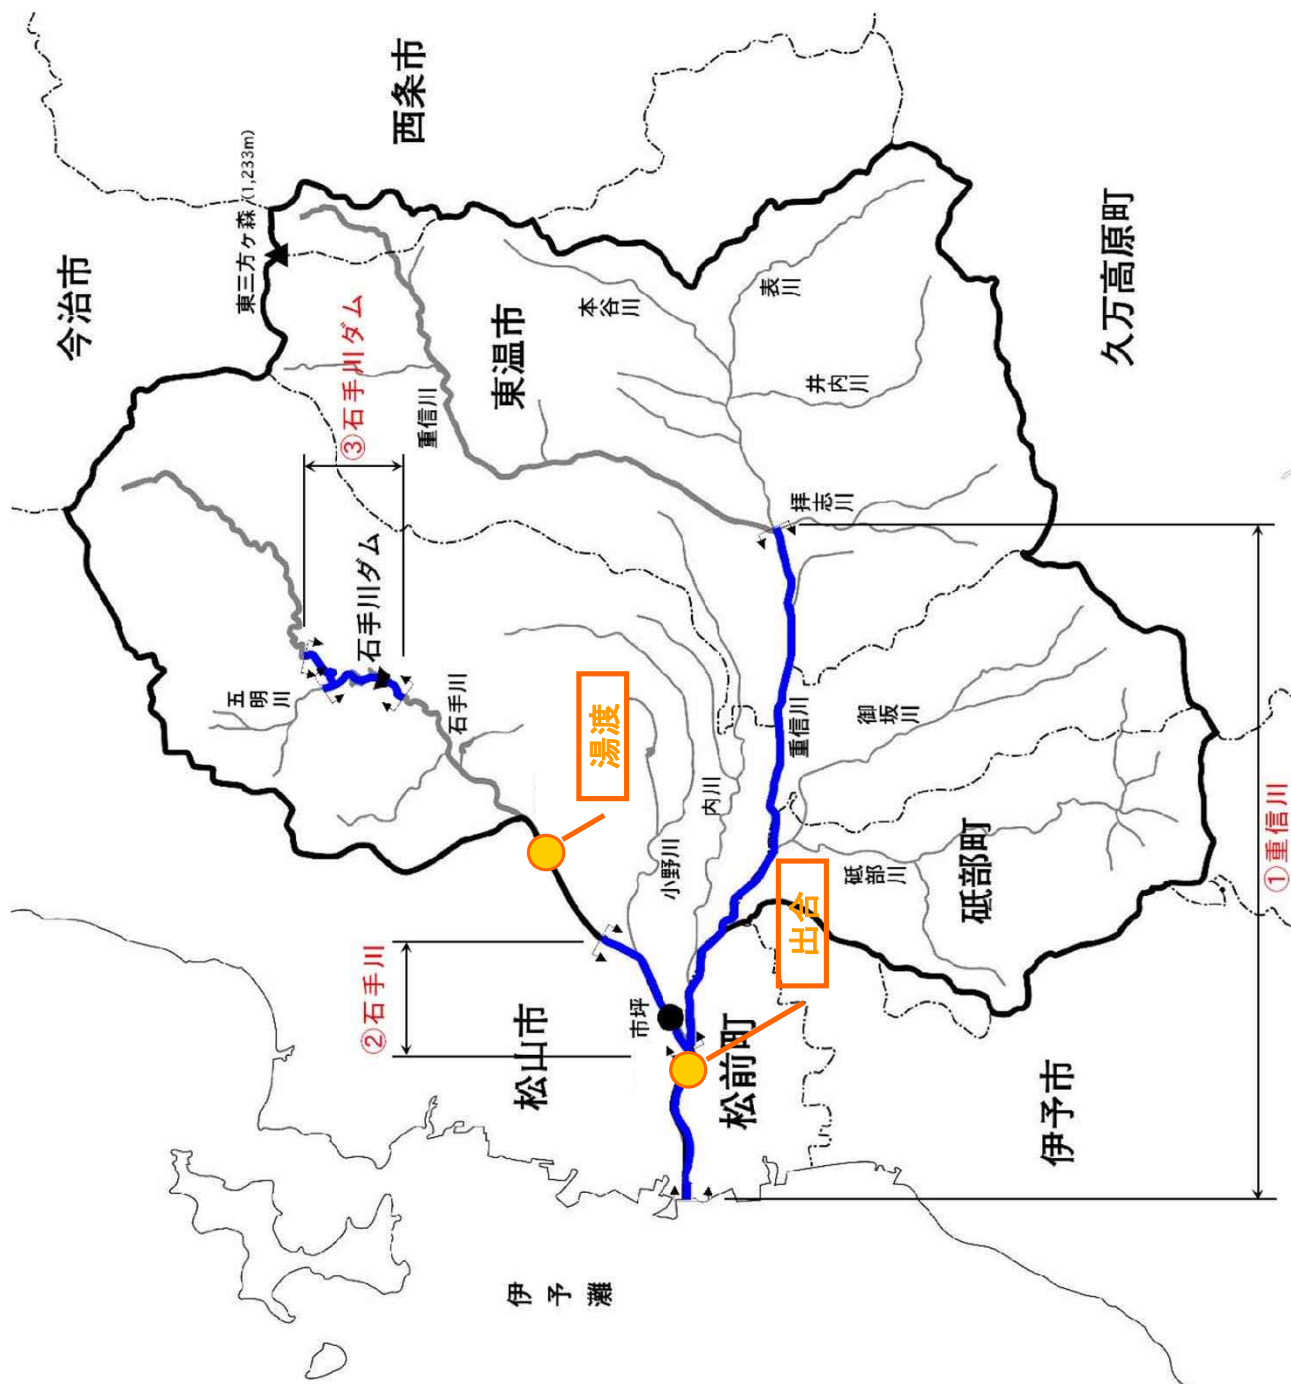 今治市
西条市
東三方ヶ森 (1,233m)
③石手川ダム
重信川
東温市
本谷川
表川
井内川
久万高原町
拝志川
石手川ダム
五明川
石手川
湯渡
内川
小野川
重信川
御坂川
砥部川
砥部町
①重信川
出合
②石手川
市坪
松山市
松前町
伊予市
伊予灘